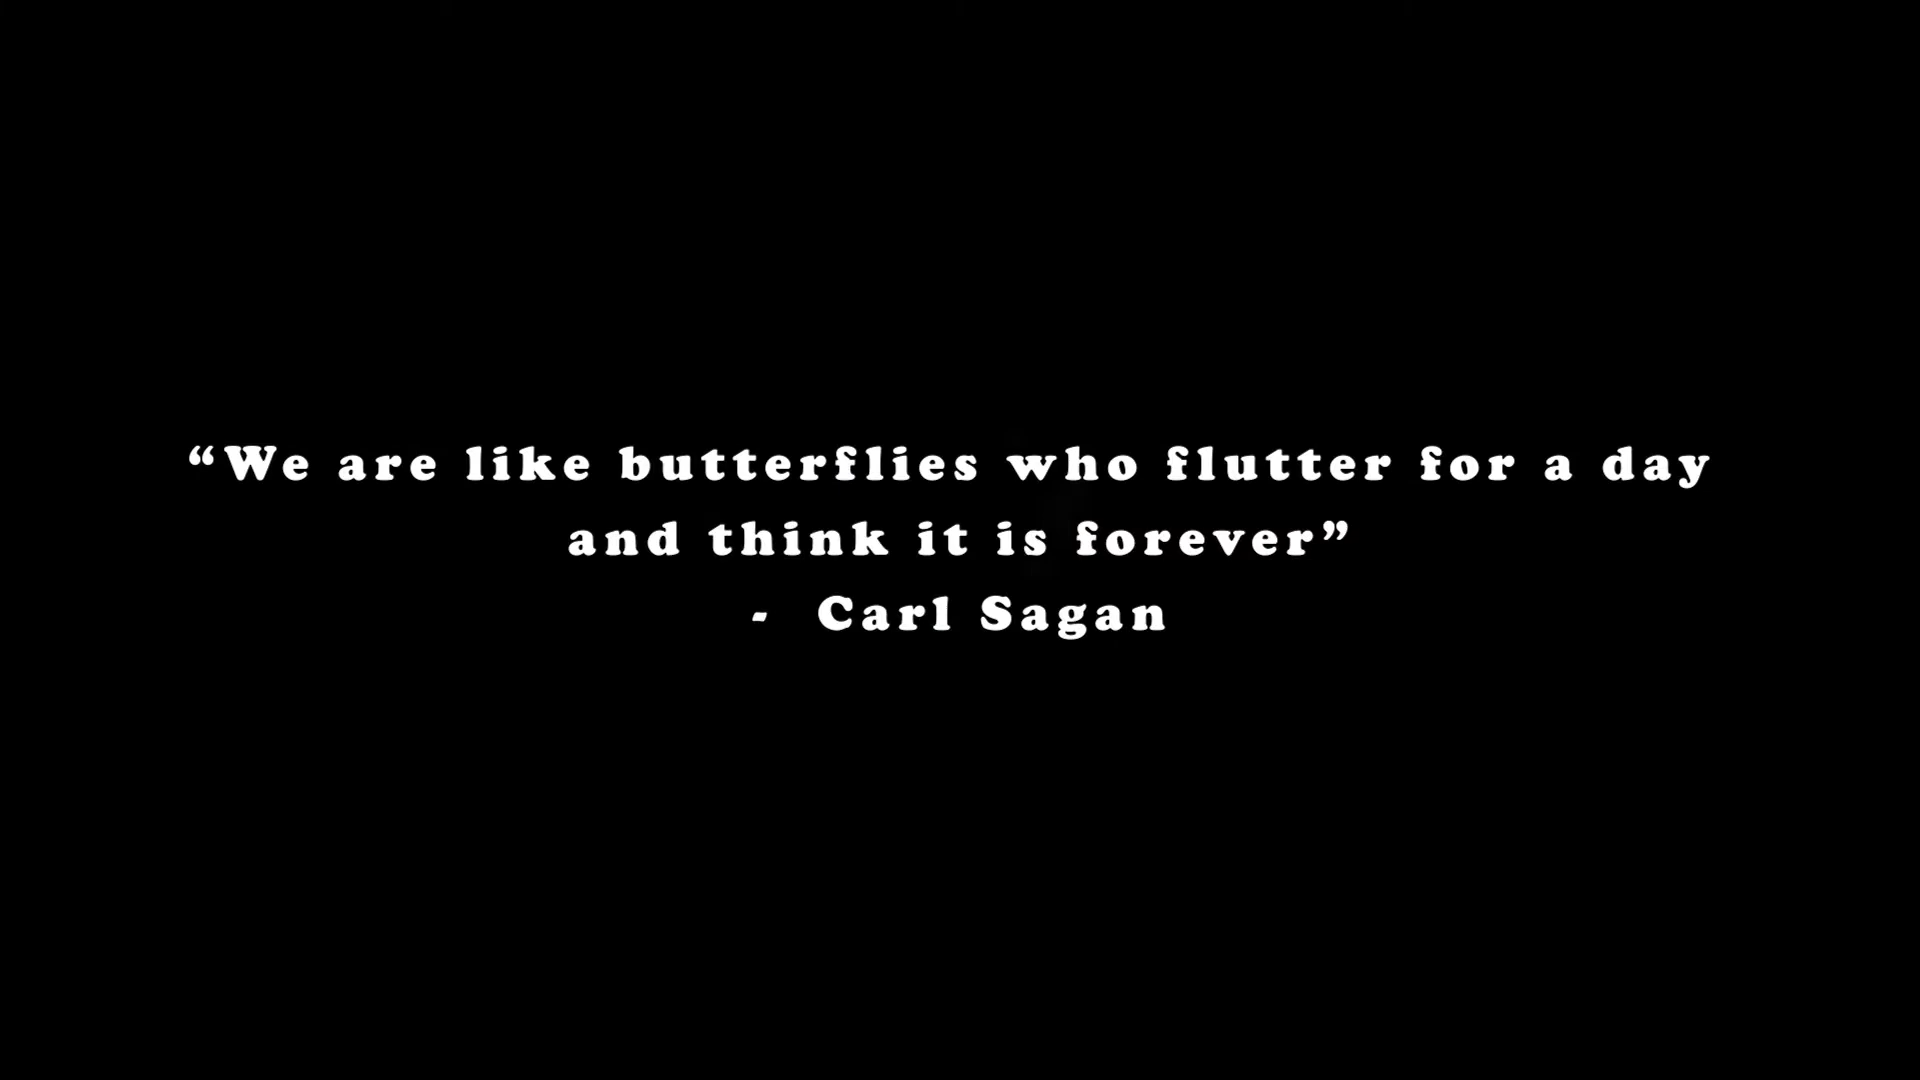 “We are like butterflies who flutter for a day
and think it is forever”
- Carl Sagan